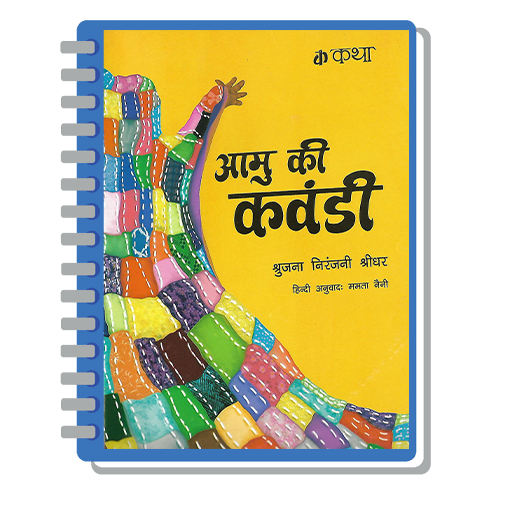 क कथा
आमु की
कवंडी
श्रुजना निरंजनी श्रीधर
हिन्दी अनुवादः ममता नैनी